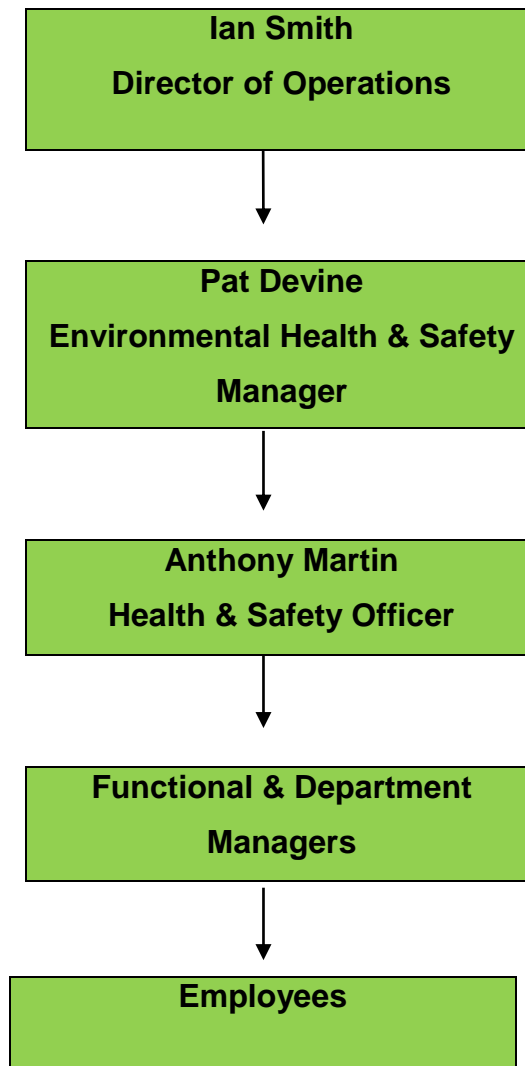 Ian Smith
Director of Operations
Pat Devine
Environmental Health & Safety
Manager
Anthony Martin
Health & Safety Officer
Functional & Department
Managers
Employees